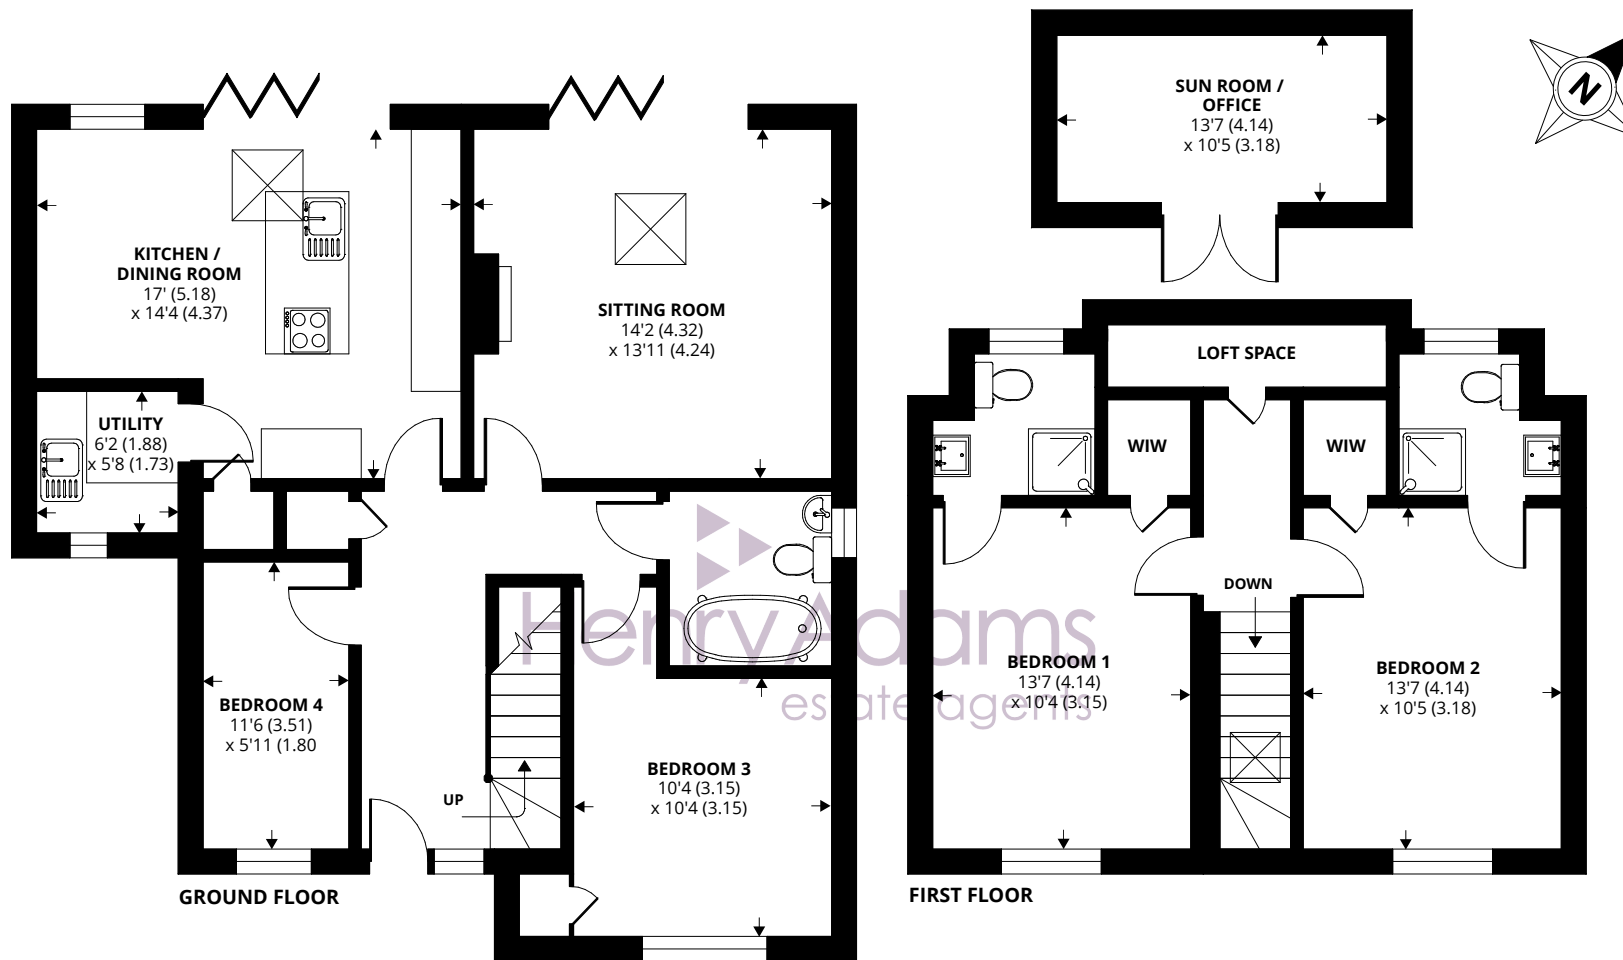 SUN ROOM /
OFFICE
13'7 (4.14)
x 10'5 (3.18)
N
KITCHEN /
DINING ROOM
17' (5.18)
x 14'4 (4.37)
SITTING ROOM
14'2 (4.32)
x 13'11 (4.24)
UTILITY
6'2 (1.88)
x 5'8 (1.73)
LOFT SPACE
WIW
WIW
DOWN
BEDROOM 1
13'7 (4.14)
x 10'4 (3.15)
BEDROOM 2
13'7 (4.14)
x 10'5 (3.18)
Henry Adams
estate agents
BEDROOM 4
11'6 (3.51)
x 5'11 (1.80
BEDROOM 3
10'4 (3.15)
x 10'4 (3.15)
UP
GROUND FLOOR
FIRST FLOOR